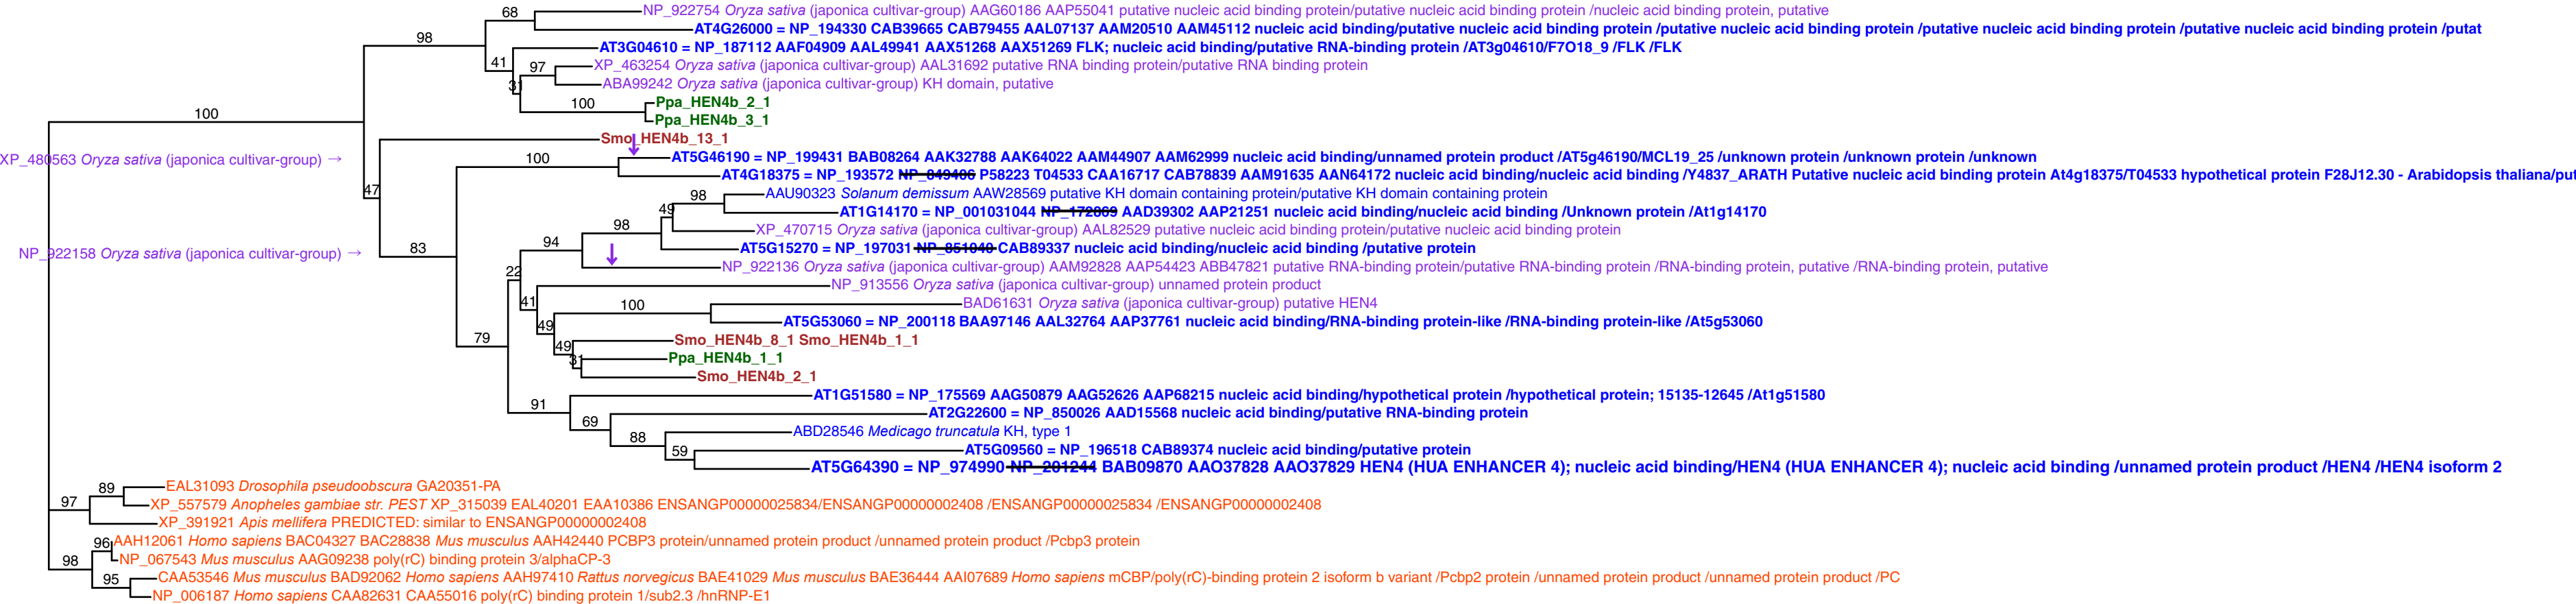 68 NP_922754 Oryza sativa (japonica cultivar-group) AAG60186 AAP55041 putative nucleic acid binding protein/putative nucleic acid binding protein /nucleic acid binding protein, putative
AT4G26000 = NP_194330 CAB39665 CAB79455 AAL07137 AAM20510 AAM45112 nucleic acid binding/putative nucleic acid binding protein /putative nucleic acid binding protein /putative nucleic acid binding protein /putative nucleic acid binding protein /putat
98 AT3G04610 = NP_187112 AAF04909 AAL49941 AAX51268 AAX51269 FLK; nucleic acid binding/putative RNA-binding protein /AT3g04610/F7O18_9 /FLK /FLK
41 97 XP_463254 Oryza sativa (japonica cultivar-group) AAL31692 putative RNA binding protein/putative RNA binding protein
31 ABA99242 Oryza sativa (japonica cultivar-group) KH domain, putative
100 Ppa_HEN4b_2_1
100 Ppa_HEN4b_3_1
Smo_HEN4b_13_1
XP_480563 Oryza sativa (japonica cultivar-group) → 100 AT5G46190 = NP_199431 BAB08264 AAK32788 AAK64022 AAM44907 AAM62999 nucleic acid binding/unnamed protein product /AT5g46190/MCL19_25 /unknown protein /unknown protein /unknown
AT4G18375 = NP_193572 NP_849406 P58223 T04533 CAA16717 CAB78839 AAM91635 AAN64172 nucleic acid binding/nucleic acid binding /Y4837_ARATH Putative nucleic acid binding protein At4g18375/T04533 hypothetical protein F28J12.30 - Arabidopsis thaliana/put
47 98 AAU90323 Solanum demissum AAW28569 putative KH domain containing protein/putative KH domain containing protein
49 AT1G14170 = NP_001031044 NP_172869 AAD39302 AAP21251 nucleic acid binding/nucleic acid binding /Unknown protein /At1g14170
98 XP_470715 Oryza sativa (japonica cultivar-group) AAL82529 putative nucleic acid binding protein/putative nucleic acid binding protein
NP_922158 Oryza sativa (japonica cultivar-group) → 83 94 AT5G15270 = NP_197031 NP_851040 CAB89337 nucleic acid binding/nucleic acid binding /putative protein
22 NP_922136 Oryza sativa (japonica cultivar-group) AAM92828 AAP54423 ABB47821 putative RNA-binding protein/putative RNA-binding protein /RNA-binding protein, putative /RNA-binding protein, putative
NP_913556 Oryza sativa (japonica cultivar-group) unnamed protein product
41 100 BAD61631 Oryza sativa (japonica cultivar-group) putative HEN4
49 AT5G53060 = NP_200118 BAA97146 AAL32764 AAP37761 nucleic acid binding/RNA-binding protein-like /RNA-binding protein-like /At5g53060
79 49 Smo_HEN4b_8_1 Smo_HEN4b_1_1
31 Ppa_HEN4b_1_1
Smo_HEN4b_2_1
91 AT1G51580 = NP_175569 AAG50879 AAG52626 AAP68215 nucleic acid binding/hypothetical protein /hypothetical protein; 15135-12645 /At1g51580
69 AT2G22600 = NP_850026 AAD15568 nucleic acid binding/putative RNA-binding protein
88 ABD28546 Medicago truncatula KH, type 1
59 AT5G09560 = NP_196518 CAB89374 nucleic acid binding/putative protein
AT5G64390 = NP_974990 NP_201244 BAB09870 AAO37828 AAO37829 HEN4 (HUA ENHANCER 4); nucleic acid binding/HEN4 (HUA ENHANCER 4); nucleic acid binding /unnamed protein product /HEN4 /HEN4 isoform 2
89 EAL31093 Drosophila pseudoobscura GA20351-PA
97 XP_557579 Anopheles gambiae str. PEST XP_315039 EAL40201 EAA10386 ENSANGP00000025834/ENSANGP00000002408 /ENSANGP00000025834 /ENSANGP00000002408
XP_391921 Apis mellifera PREDICTED: similar to ENSANGP00000002408
96 AAH12061 Homo sapiens BAC04327 BAC28838 Mus musculus AAH42440 PCBP3 protein/unnamed protein product /unnamed protein product /Pcbp3 protein
98 NP_067543 Mus musculus AAG09238 poly(rC) binding protein 3/alphaCP-3
95 CAA53546 Mus musculus BAD92062 Homo sapiens AAH97410 Rattus norvegicus BAE41029 Mus musculus BAE36444 AAI07689 Homo sapiens mCBP/poly(rC)-binding protein 2 isoform b variant /Pcbp2 protein /unnamed protein product /unnamed protein product /PC
NP_006187 Homo sapiens CAA82631 CAA55016 poly(rC) binding protein 1/sub2.3 /hnRNP-E1